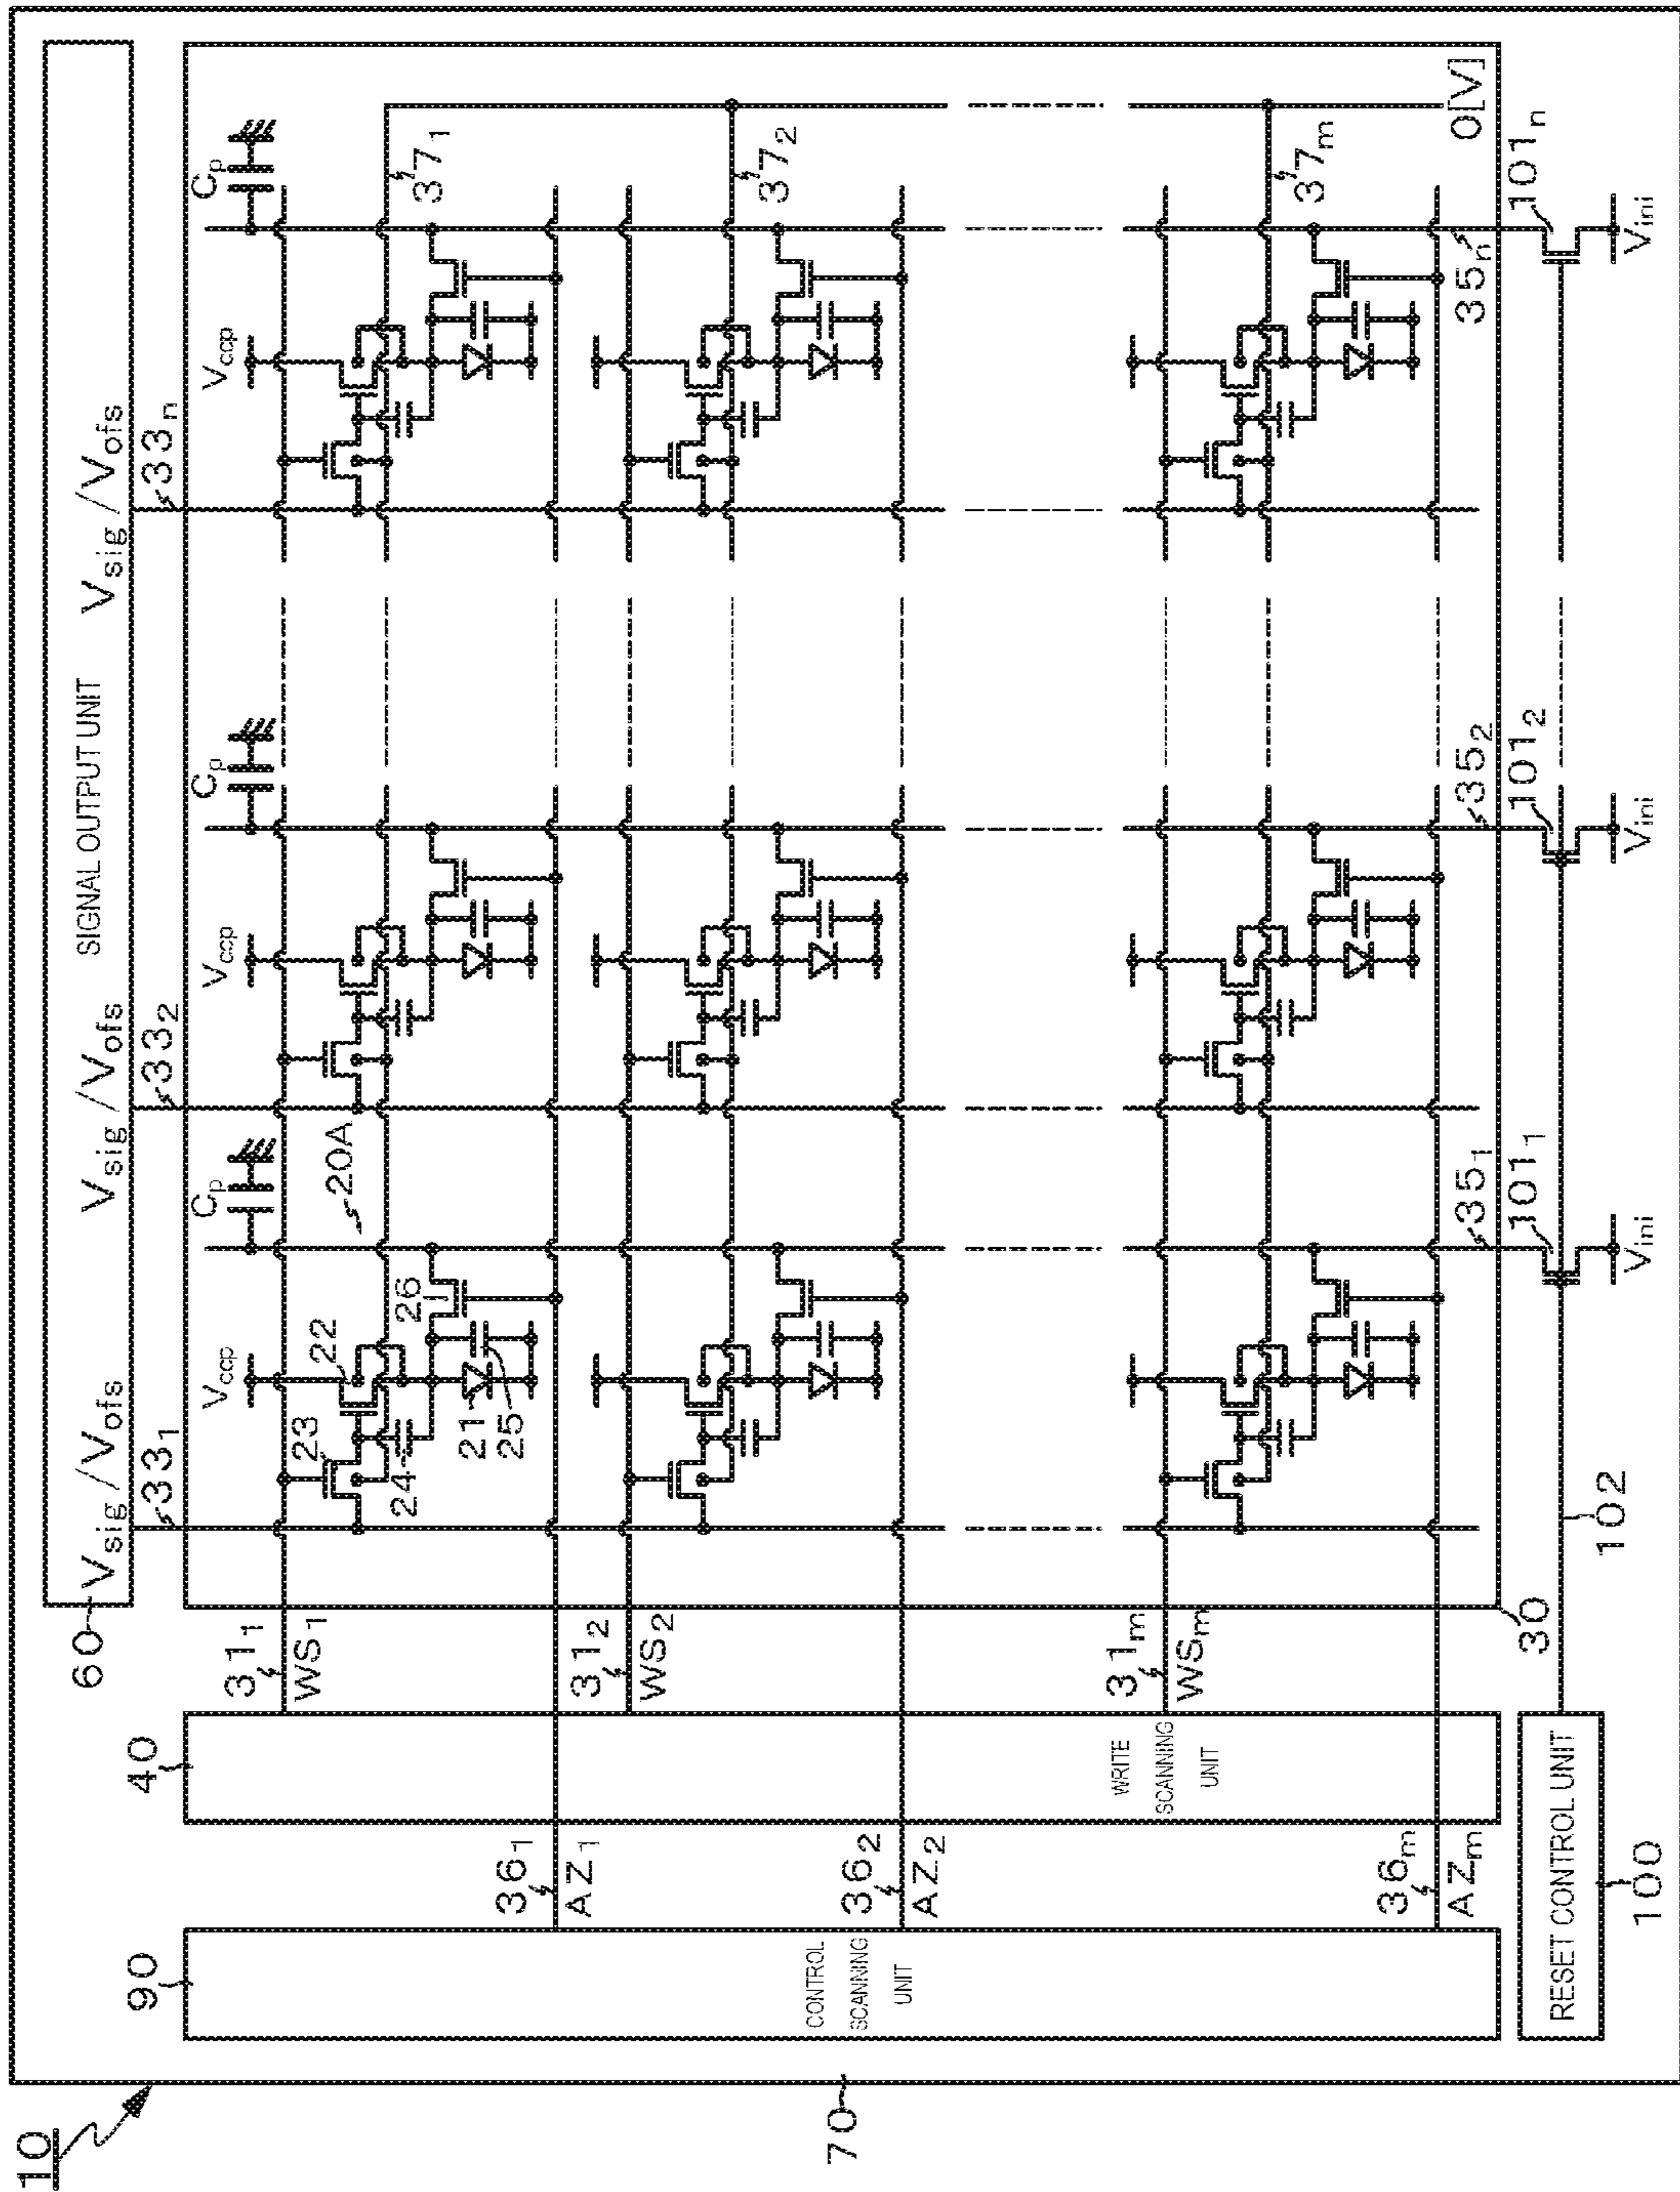 10
70
60
SIGNAL OUTPUT UNIT
Vsig/Vofs
Vsig/Vofs
Vsig/Vofs
33₁
33₂
33ₙ
90
CONTROL
SCANNING
UNIT
40
WRITE
SCANNING
UNIT
36₁
AZ₁
36₂
AZ₂
36ₘ
AZₘ
31₁
WS₁
31₂
WS₂
31ₘ
WSₘ
Vccp
Cp
Vccp
Cp
Vccp
Cp
20A
23
22
24
21
25
26
37₁
37₂
37ₘ
0[V]
30
35₁
35₂
35ₙ
101₁
101₂
101ₙ
Vini
Vini
Vini
102
RESET CONTROL UNIT
100